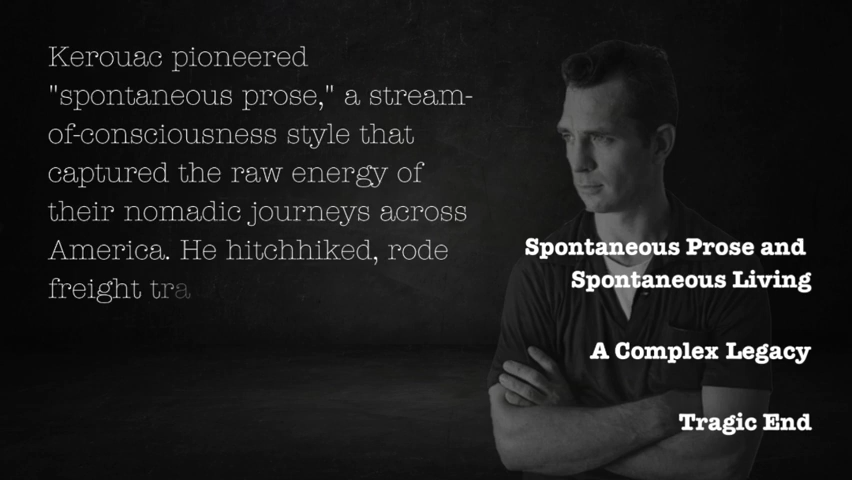 Kerouac pioneered
"spontaneous prose," a stream-
of-consciousness style that
captured the raw energy of
their nomadic journeys across
America. He hitchhiked, rode
freight tra
Spontaneous Prose and
Spontaneous Living
A Complex Legacy
Tragic End